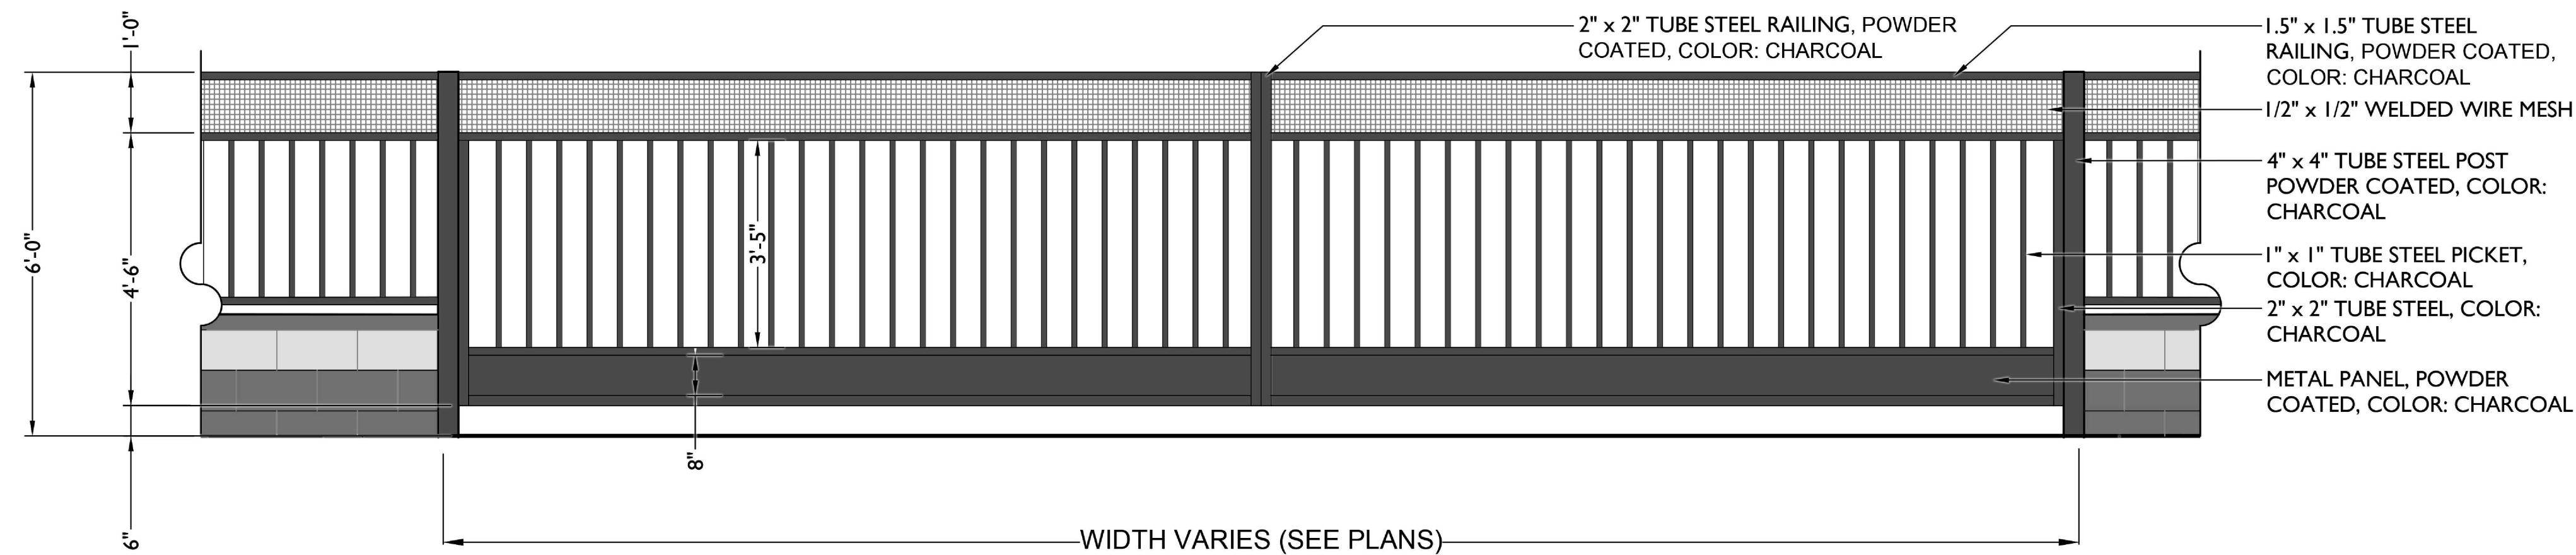 1'-0"
2" x 2" TUBE STEEL RAILING, POWDER
COATED, COLOR: CHARCOAL
1.5" x 1.5" TUBE STEEL
RAILING, POWDER COATED,
COLOR: CHARCOAL
1/2" x 1/2" WELDED WIRE MESH
4" x 4" TUBE STEEL POST
POWDER COATED, COLOR:
CHARCOAL
6'-0"
4'-6"
3'-5"
1" x 1" TUBE STEEL PICKET,
COLOR: CHARCOAL
2" x 2" TUBE STEEL, COLOR:
CHARCOAL
METAL PANEL, POWDER
COATED, COLOR: CHARCOAL
8"
6"
WIDTH VARIES (SEE PLANS)